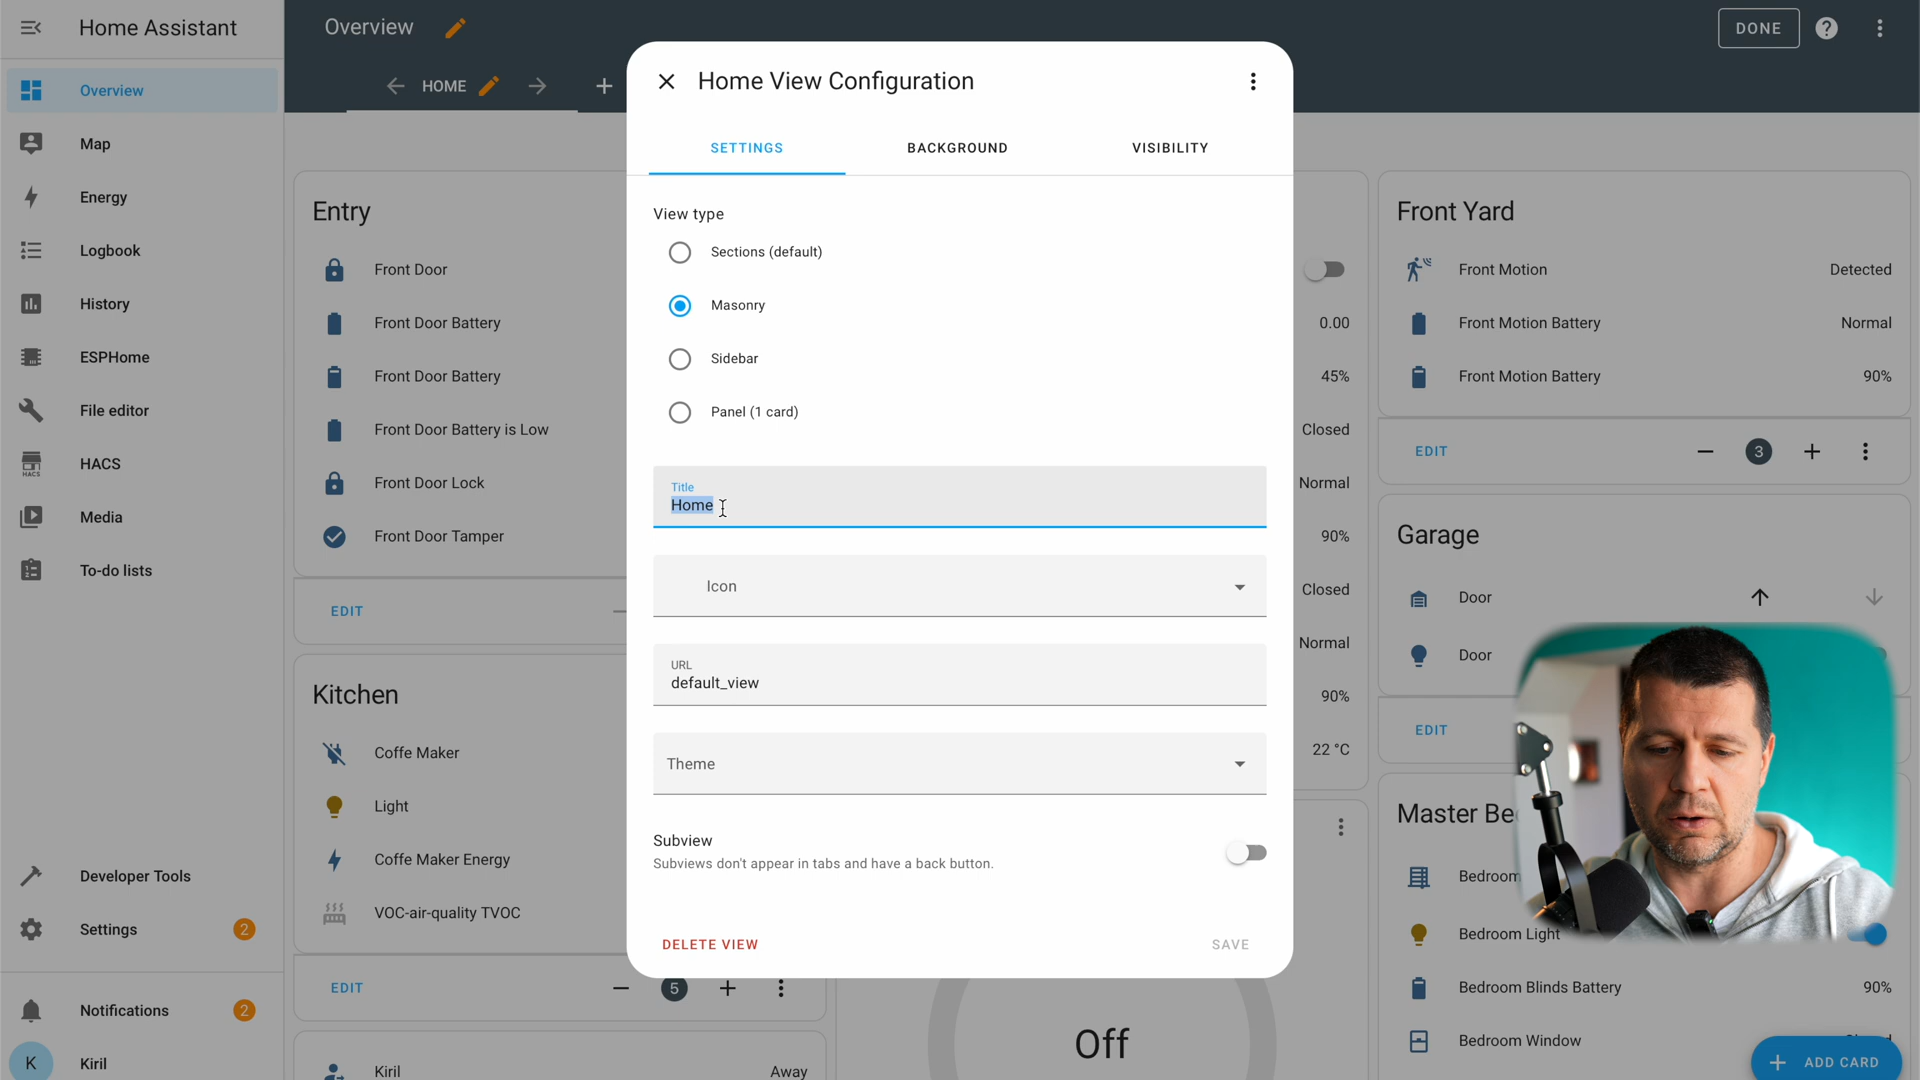 Home Assistant
Overview
Map
Energy
Logbook
History
ESPHome
File editor
HACS
HACS
Media
To-do lists
Developer Tools
Settings 2
Notifications 2
K Kiril
Overview
DONE
HOME
Entry
Front Door
Front Door Battery
Front Door Battery
Front Door Battery is Low
Front Door Lock
Front Door Tamper
EDIT
Kitchen
Coffe Maker
Light
Coffe Maker Energy
VOC-air-quality TVOC
EDIT 5
Kiril Away
Home View Configuration
SETTINGS BACKGROUND VISIBILITY
View type
Sections (default)
Masonry
Sidebar
Panel (1 card)
Title
Home
Icon
URL
default_view
Theme
Subview
Subviews don't appear in tabs and have a back button.
DELETE VIEW SAVE
Off
0.00
45%
Closed
Normal
90%
Closed
Normal
90%
22 °C
Front Yard
Front Motion Detected
Front Motion Battery Normal
Front Motion Battery 90%
EDIT 3
Garage
Door
Door
EDIT
Master Be
Bedroom
Bedroom Light
Bedroom Blinds Battery 90%
Bedroom Window
ADD CARD